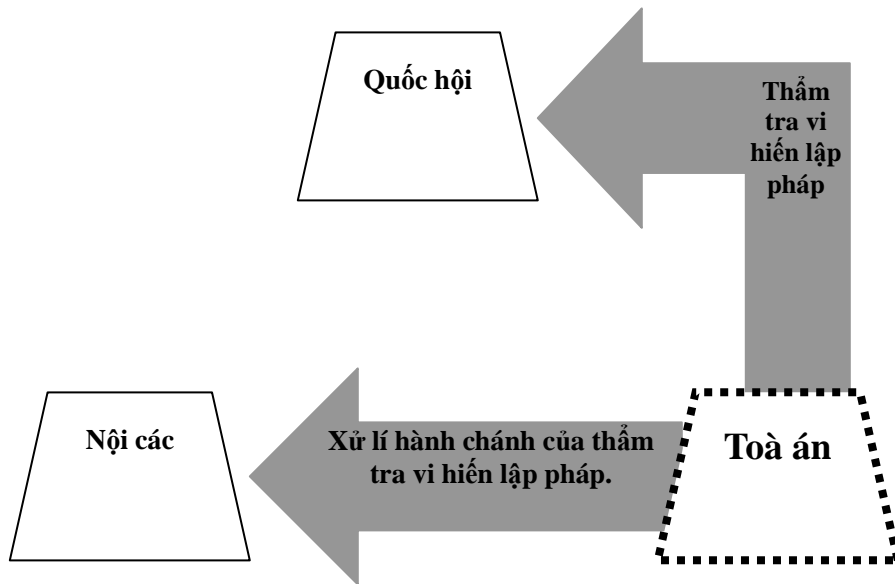 Quốc hội
Thẩm
tra vi
hiến lập
pháp
Nội các
Xử lí hành chánh của thẩm
tra vi hiến lập pháp.
Toà án